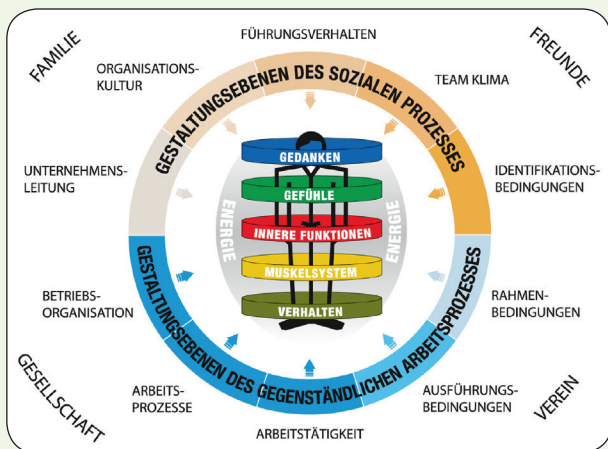 FÜHRUNGSVERHALTEN
FAMILIE
FREUNDE
ORGANISATIONS-
KULTUR
TEAM KLIMA
GESTALTUNGSEBENEN DES SOZIALEN PROZESSES
UNTERNEHMENS-
LEITUNG
IDENTIFIKATIONS-
BEDINGUNGEN
ENERGIE
GEDANKEN
GEFÜHLE
INNERE FUNKTIONEN
MUSKELSYSTEM
VERHALTEN
ENERGIE
BETRIEBS-
ORGANISATION
RAHMEN-
BEDINGUNGEN
GESTALTUNGSEBENEN DES GEGENSTÄNDLICHEN ARBEITSPROZESSES
GESELLSCHAFT
ARBEITS-
PROZESSE
ARBEITSTÄTIGKEIT
AUSFÜHRUNGS-
BEDINGUNGEN
VEREIN